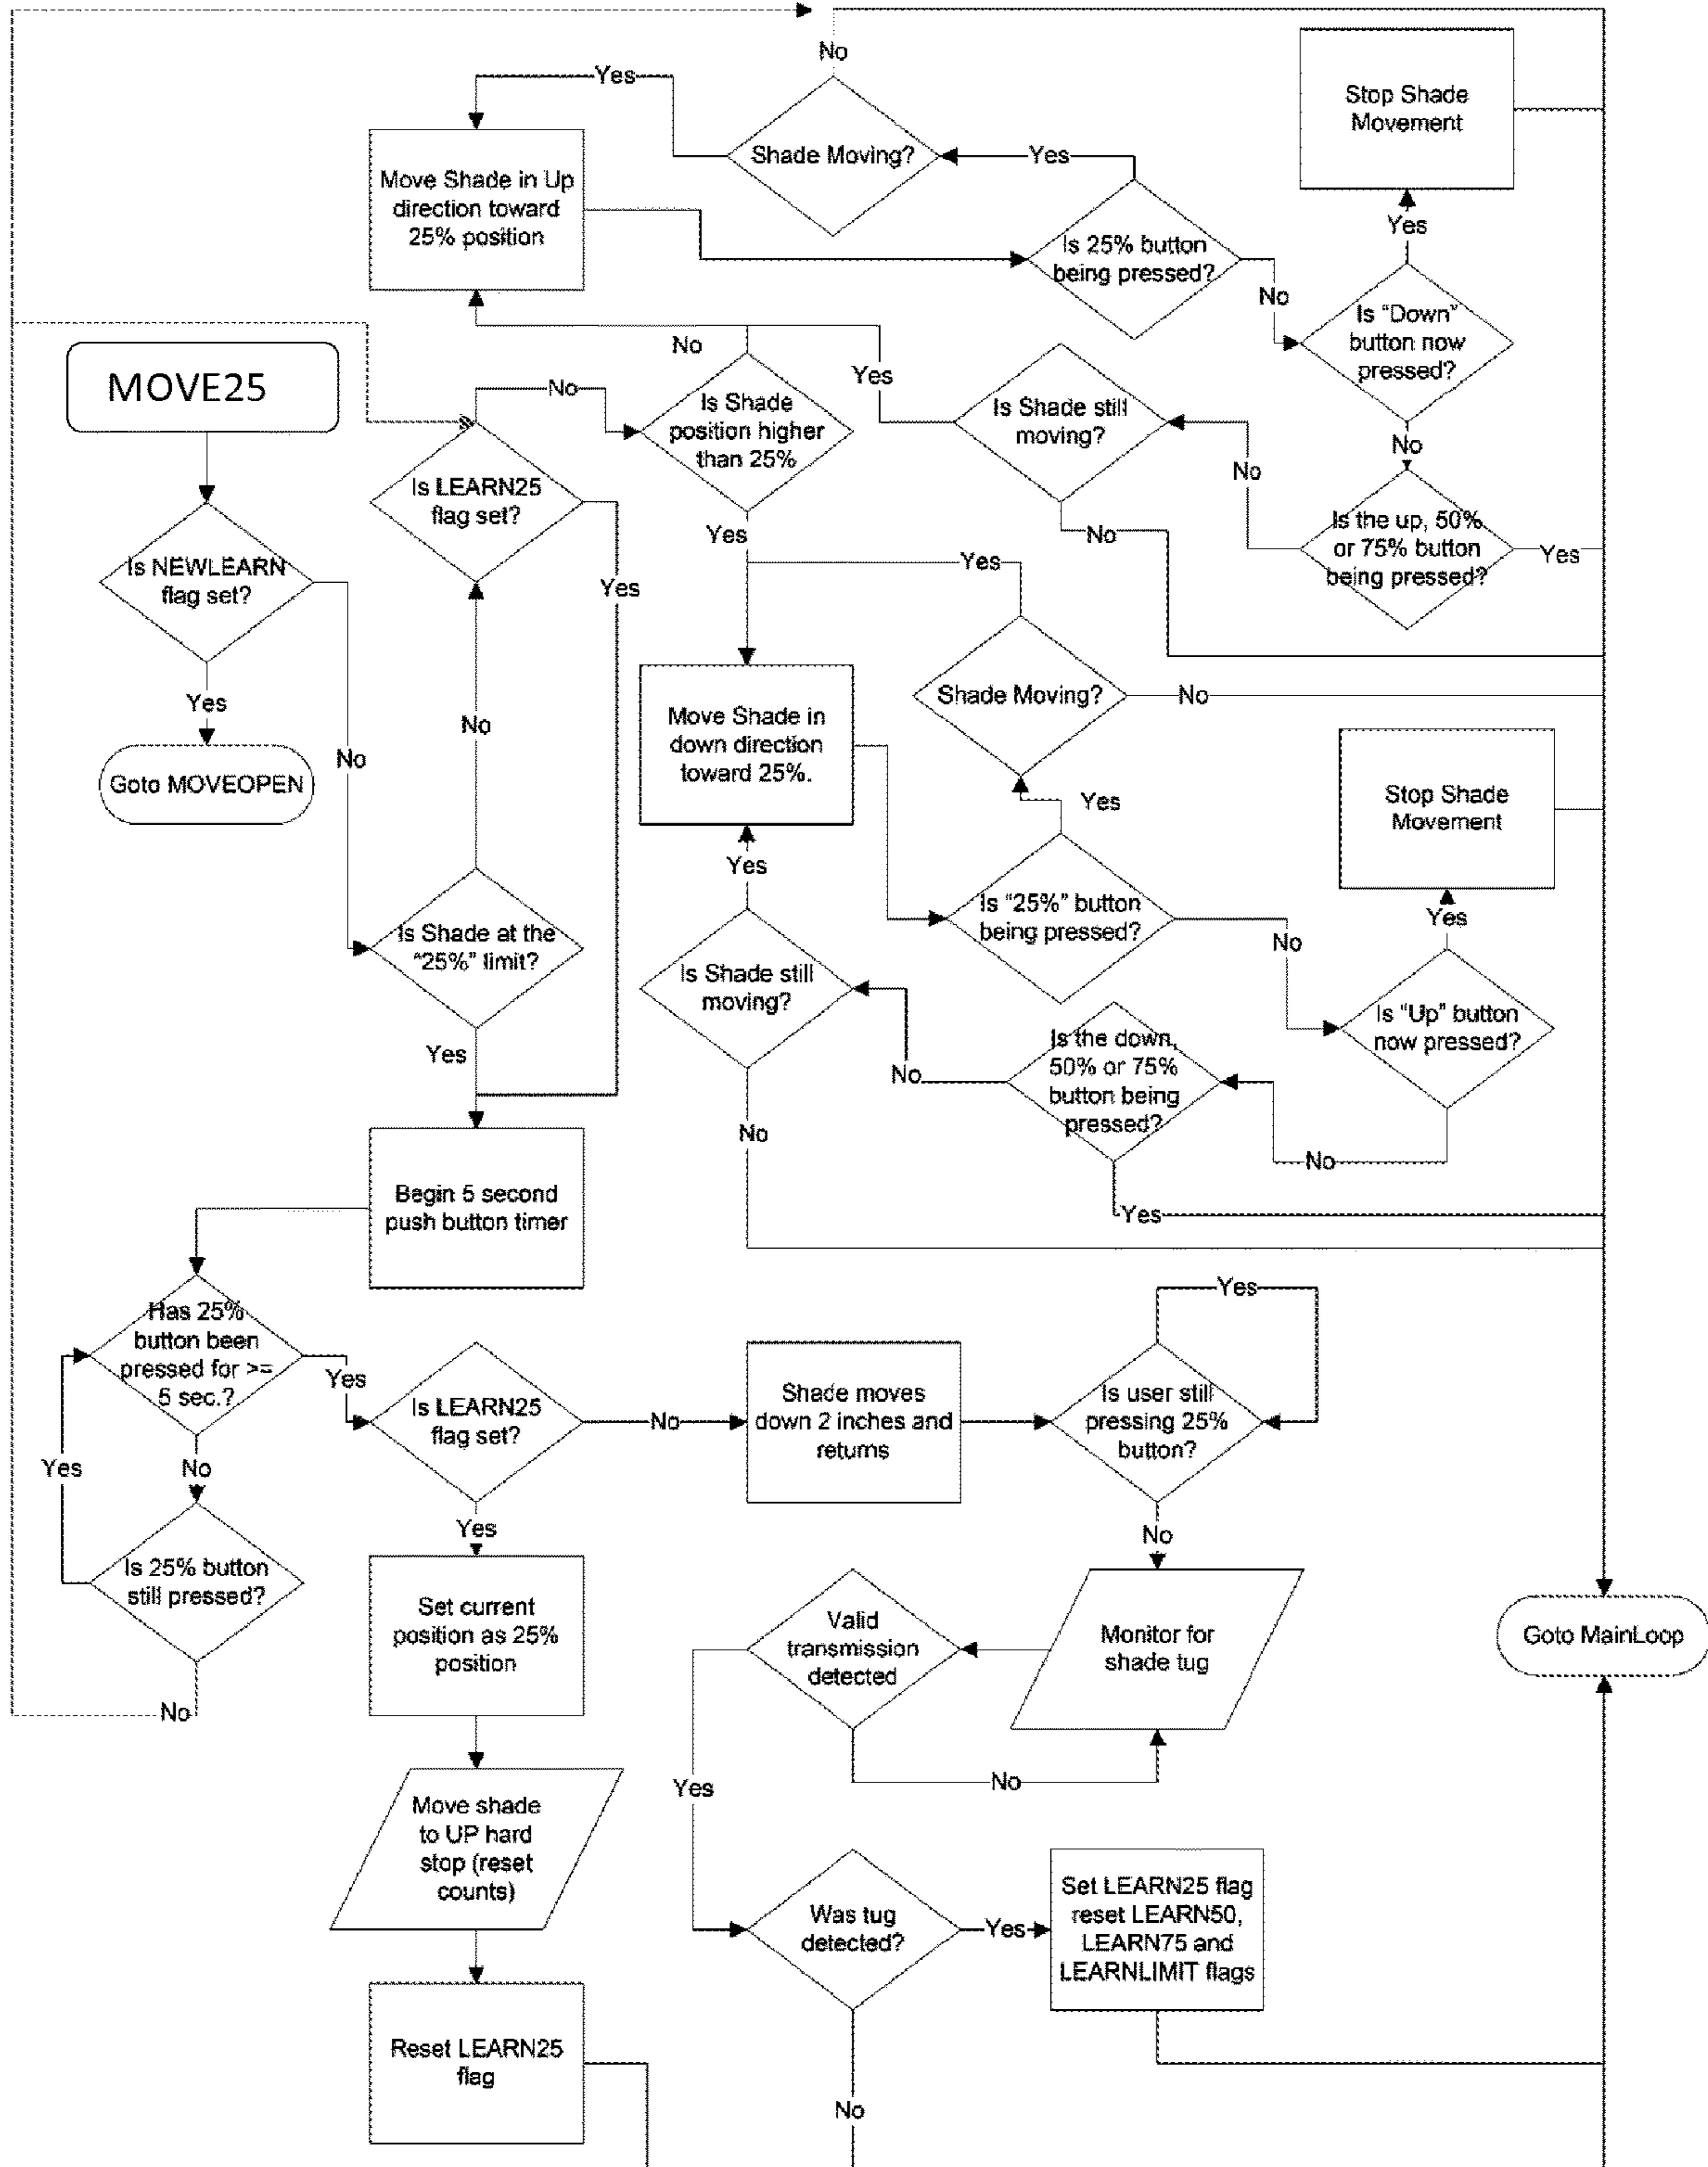 No
Yes
Stop Shade
Movement
Shade Moving?
Yes
Move Shade in Up
direction toward
25% position
Yes
Is 25% button
being pressed?
No
Is “Down”
button now
pressed?
No
MOVE25
No
Is Shade
position higher
than 25%
Yes
Is Shade still
moving?
No
No
Is LEARN25
flag set?
Yes
No
Is the up, 50%
or 75% button
being pressed?
Yes
Yes
Is NEWLEARN
flag set?
Yes
Yes
No
Goto MOVEOPEN
No
Move Shade in
down direction
toward 25%.
Shade Moving?
No
Yes
Stop Shade
Movement
Yes
Is Shade at the
“25%” limit?
Yes
Is “25%” button
being pressed?
No
Yes
Is Shade still
moving?
Is “Up” button
now pressed?
No
Is the down,
50% or 75%
button being
pressed?
No
No
Yes
Begin 5 second
push button timer
Yes
Has 25%
button been
pressed for >=
5 sec.?
Yes
Is LEARN25
flag set?
No
Shade moves
down 2 inches and
returns
Is user still
pressing 25%
button?
Yes
No
Yes
No
Is 25% button
still pressed?
No
Set current
position as 25%
position
Valid
transmission
detected
Monitor for
shade tug
Goto MainLoop
Yes
No
Move shade
to UP hard
stop (reset
counts)
Was tug
detected?
Yes
Set LEARN25 flag
reset LEARN50,
LEARN75 and
LEARNLIMIT flags
Reset LEARN25
flag
No